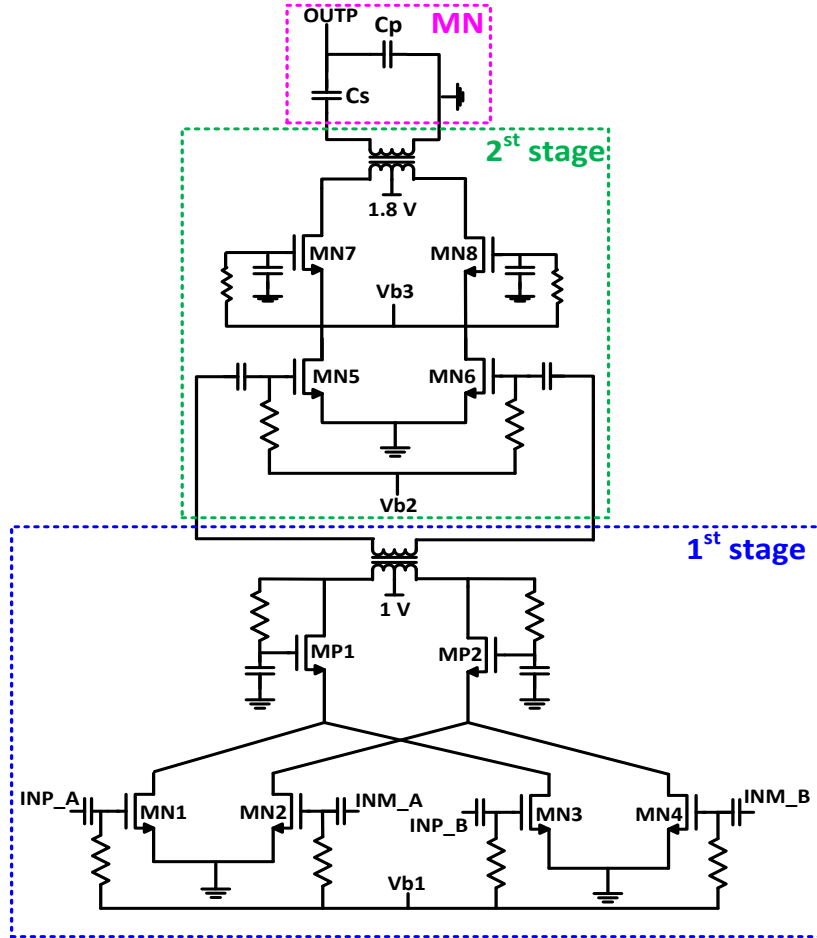 OUTP
MN
Cp
Cs
2st stage
1.8 V
MN7
MN8
Vb3
MN5
MN6
Vb2
1st stage
1 V
MP1
MP2
INP_A
MN1
MN2
INM_A
INP_B
MN3
MN4
INM_B
Vb1